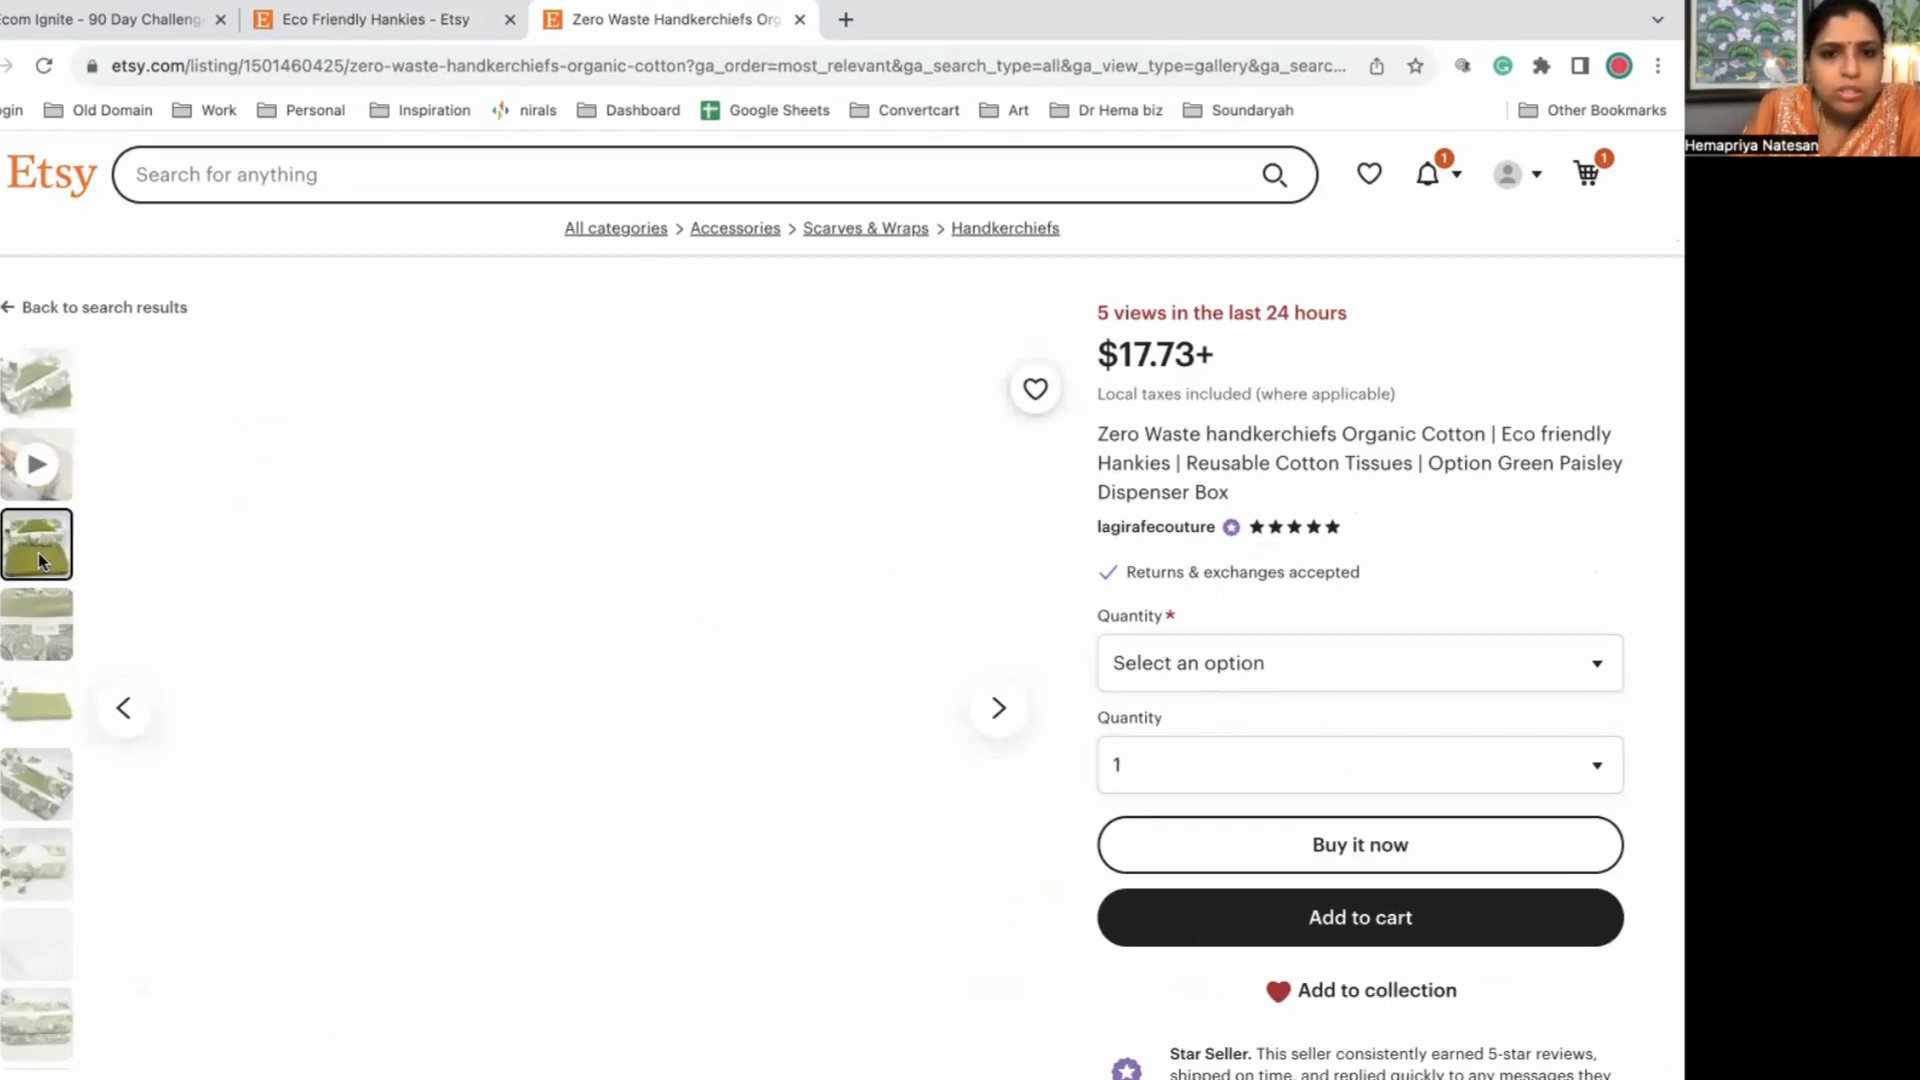 com Ignite - 90 Day Challeng
Eco Friendly Hankies - Etsy
Zero Waste Handkerchiefs Org
etsy.com/listing/1501460425/zero-waste-handkerchiefs-organic-cotton?ga_order=most_relevant&ga_search_type=all&ga_view_type=gallery&ga_searc...
gin
Old Domain
Work
Personal
Inspiration
nirals
Dashboard
Google Sheets
Convertcart
Art
Dr Hema biz
Soundaryah
Other Bookmarks
Hemapriya Natesan
Etsy
Search for anything
1
1
All categories > Accessories > Scarves & Wraps > Handkerchiefs
Back to search results
5 views in the last 24 hours
$17.73+
Local taxes included (where applicable)
Zero Waste handkerchiefs Organic Cotton | Eco friendly
Hankies | Reusable Cotton Tissues | Option Green Paisley
Dispenser Box
lagirafecouture
Returns & exchanges accepted
Quantity *
Select an option
Quantity
1
Buy it now
Add to cart
Add to collection
Star Seller. This seller consistently earned 5-star reviews,
shipped on time, and replied quickly to any messages they